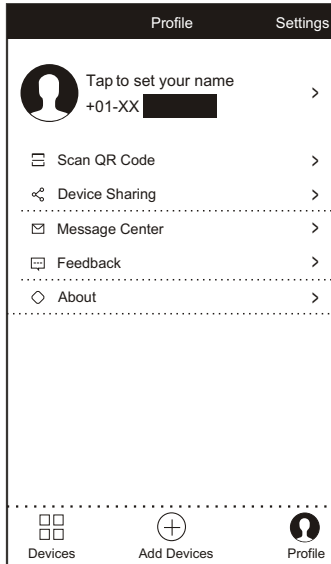 Profile Settings
Tap to set your name
+01-XX
Scan QR Code
Device Sharing
Message Center
Feedback
About
Devices Add Devices Profile